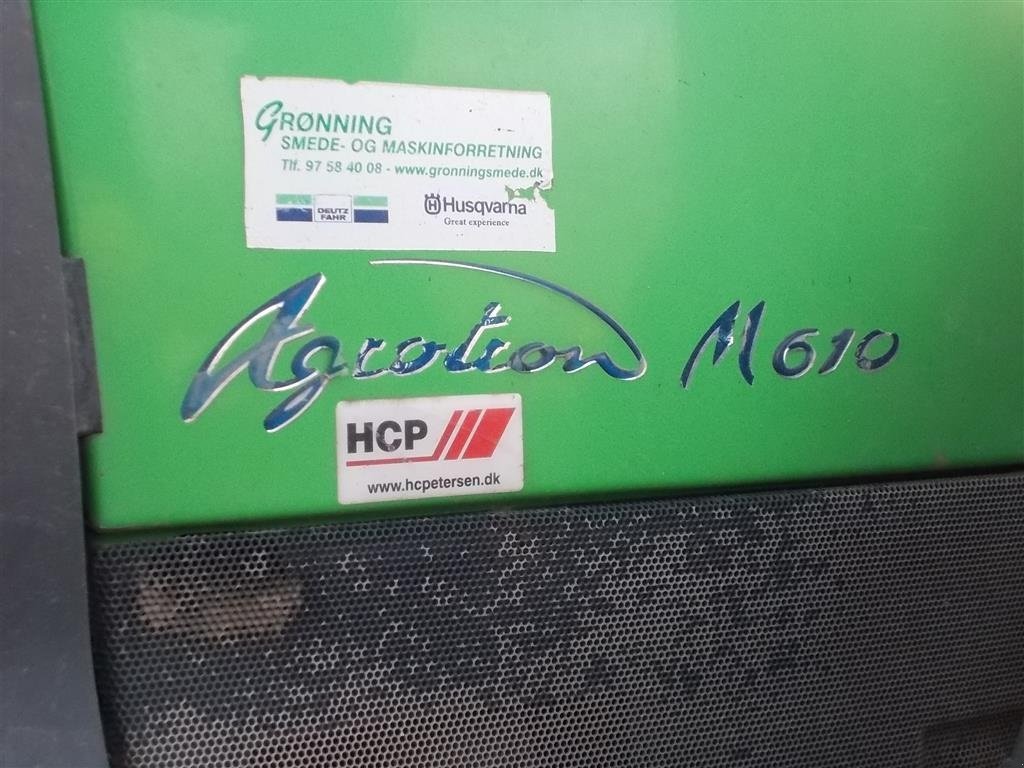 GRØNNING
SMEDE- OG MASKINFORRETNING
Tlf. 97 58 40 08 - www.gronningsmede.dk
DEUTZ
FAHR
Husqvarna
Great experience
Agrotron M610
HCP
www.hcpetersen.dk